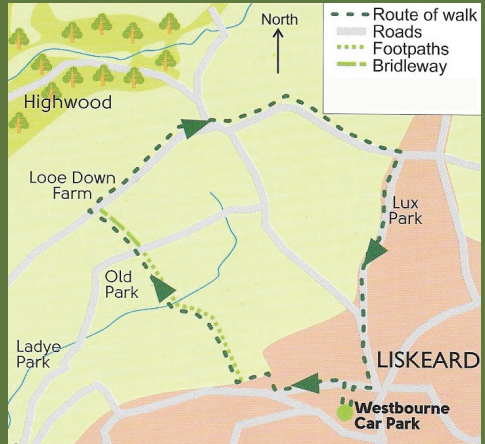 North
Route of walk
Roads
Footpaths
Bridleway
Highwood
Looe Down
Farm
Lux
Park
Old
Park
Ladye
Park
LISKEARD
Westbourne
Car Park